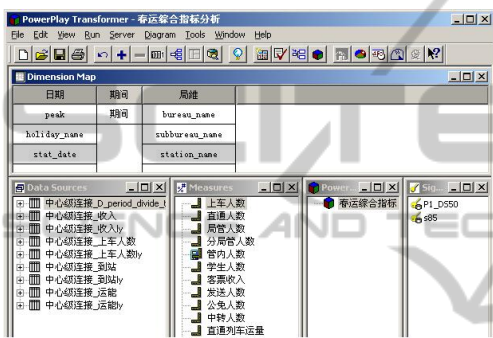 PowerPlay Transformer - 春运综合指标分析
File Edit View Run Server Diagram Tools Window Help
Dimension Map
日期 期间 局维
peak 期间 bureau_name
holiday_name subbureau_name
stat_date station_name
Data Sources
中心级连接_D_period_divide_t
中心级连接_收入
中心级连接_收入ly
中心级连接_上车人数
中心级连接_上车人数ly
中心级连接_到站
中心级连接_到站ly
中心级连接_运能
中心级连接_运能ly
Measures
上车人数
直通人数
局管人数
分局管人数
管内人数
学生人数
客票收入
发送人数
公免人数
中转人数
直通列车运量
Power...
春运综合指标
Sig...
P1_DS50
s85